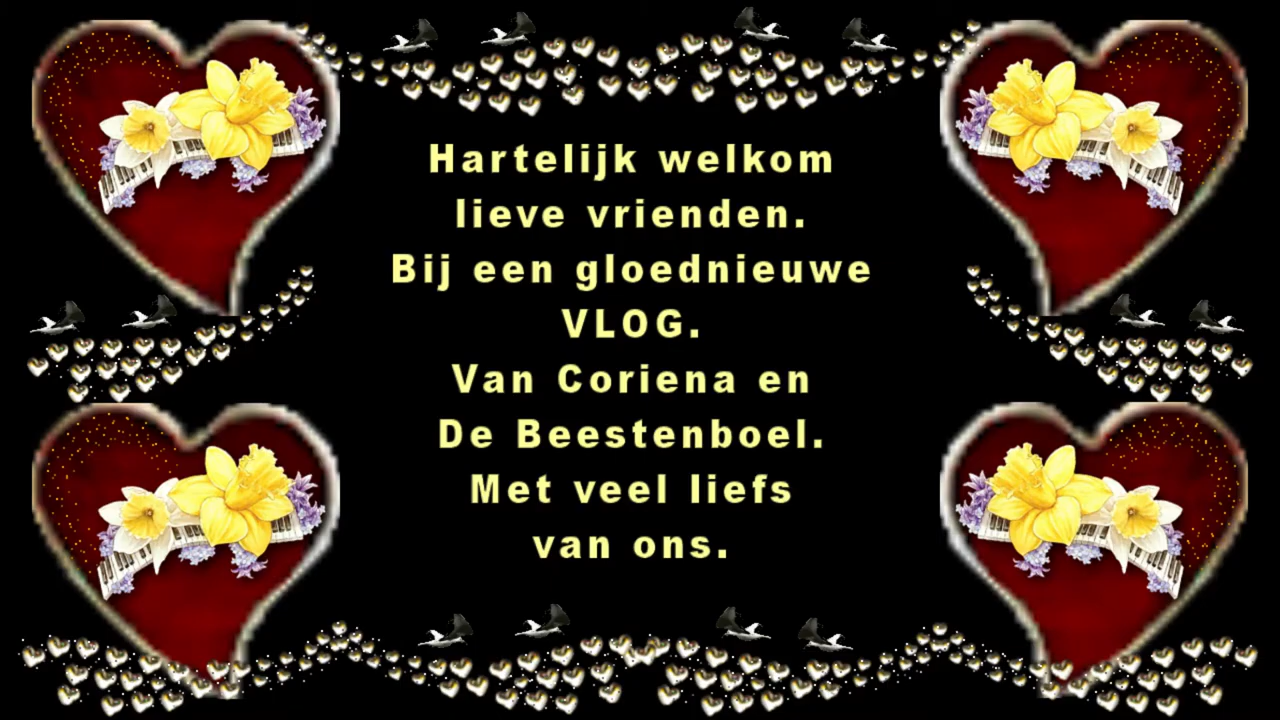 Hartelijk welkom
lieve vrienden.
Bij een gloednieuwe
VLOG.
Van Coriena en
De Beestenboel.
Met veel liefs
van ons.